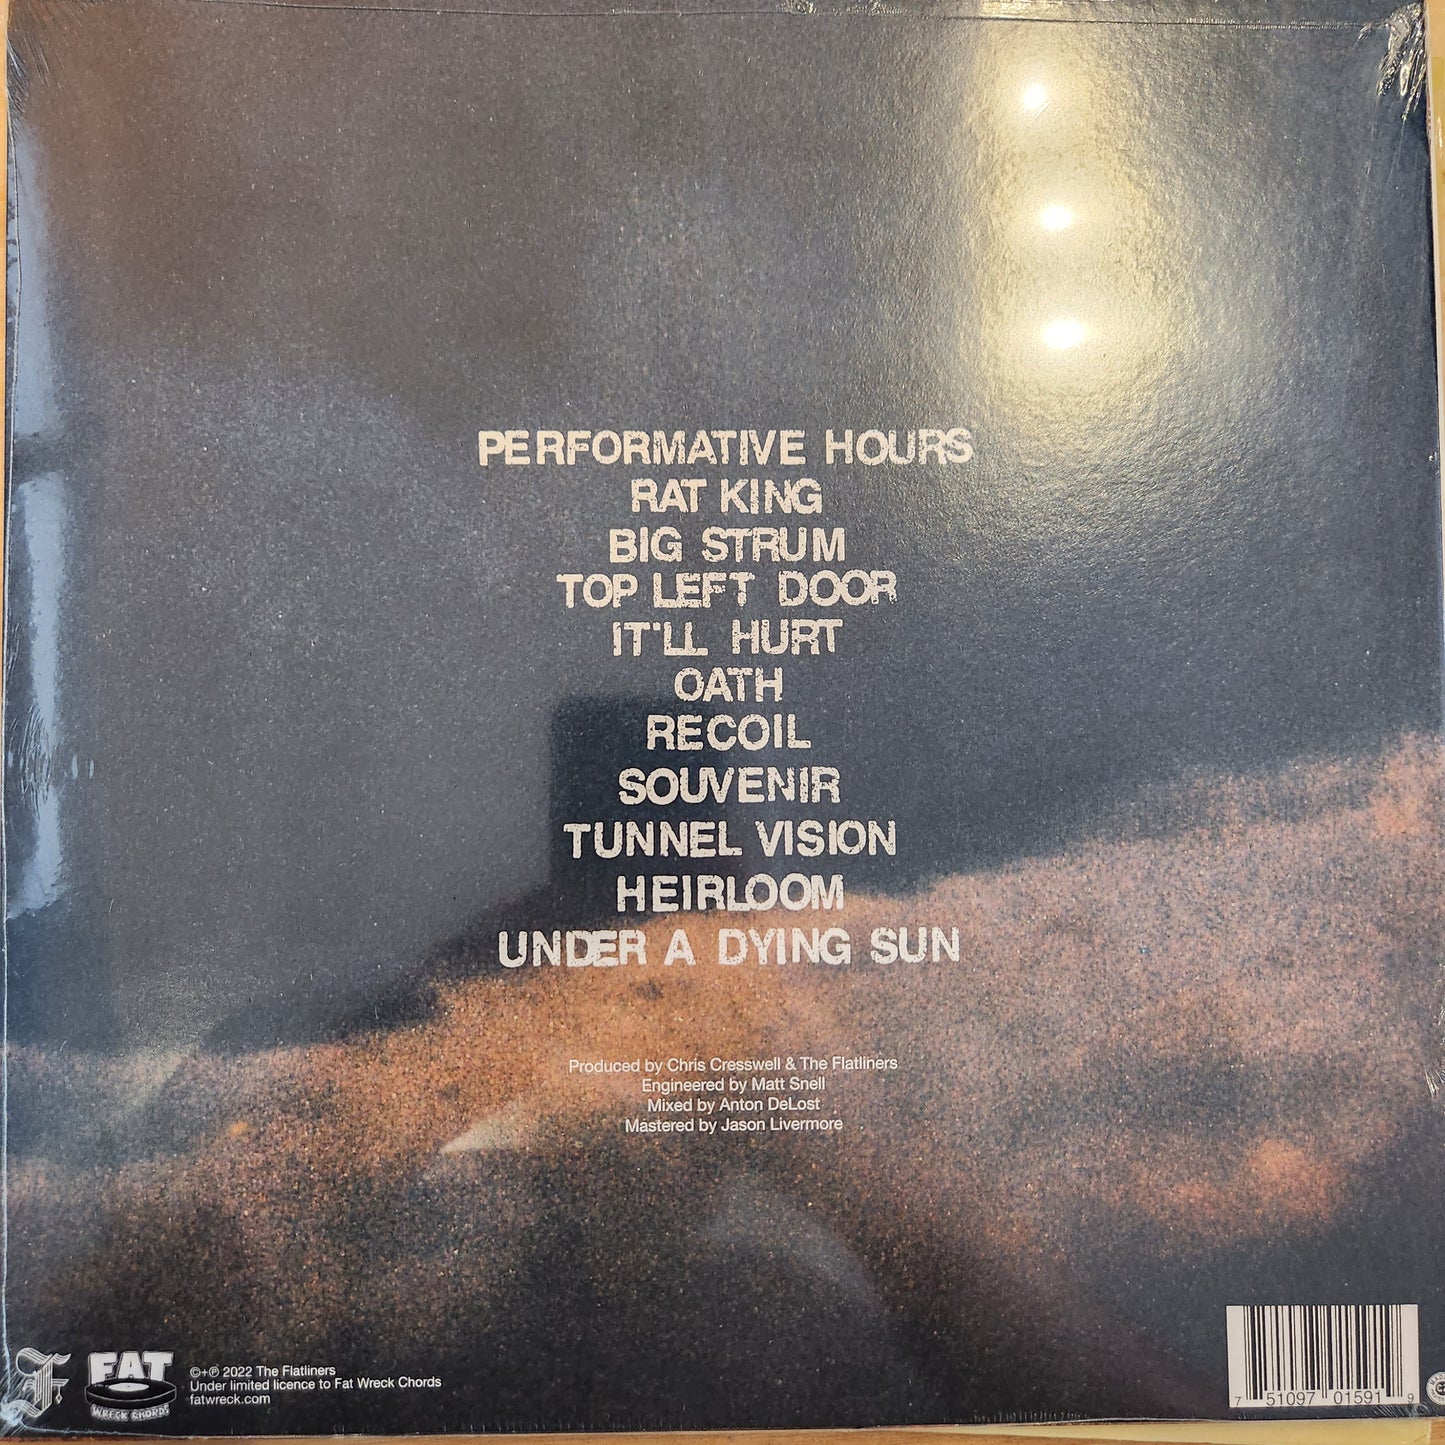 PERFORMATIVE HOURS
RAT KING
BIG STRUM
TOP LEFT DOOR
IT'LL HURT
OATH
RECOIL
SOUVENIR
TUNNEL VISION
HEIRLOOM
UNDER A DYING SUN
Produced by Chris Cresswell & The Flatliners
Engineered by Matt Snell
Mixed by Anton DeLost
Mastered by Jason Livermore
F
FAT
WRECK CHORDS
©+℗ 2022 The Flatliners
Under limited licence to Fat Wreck Chords
fatwreck.com
7 51097 01591 9